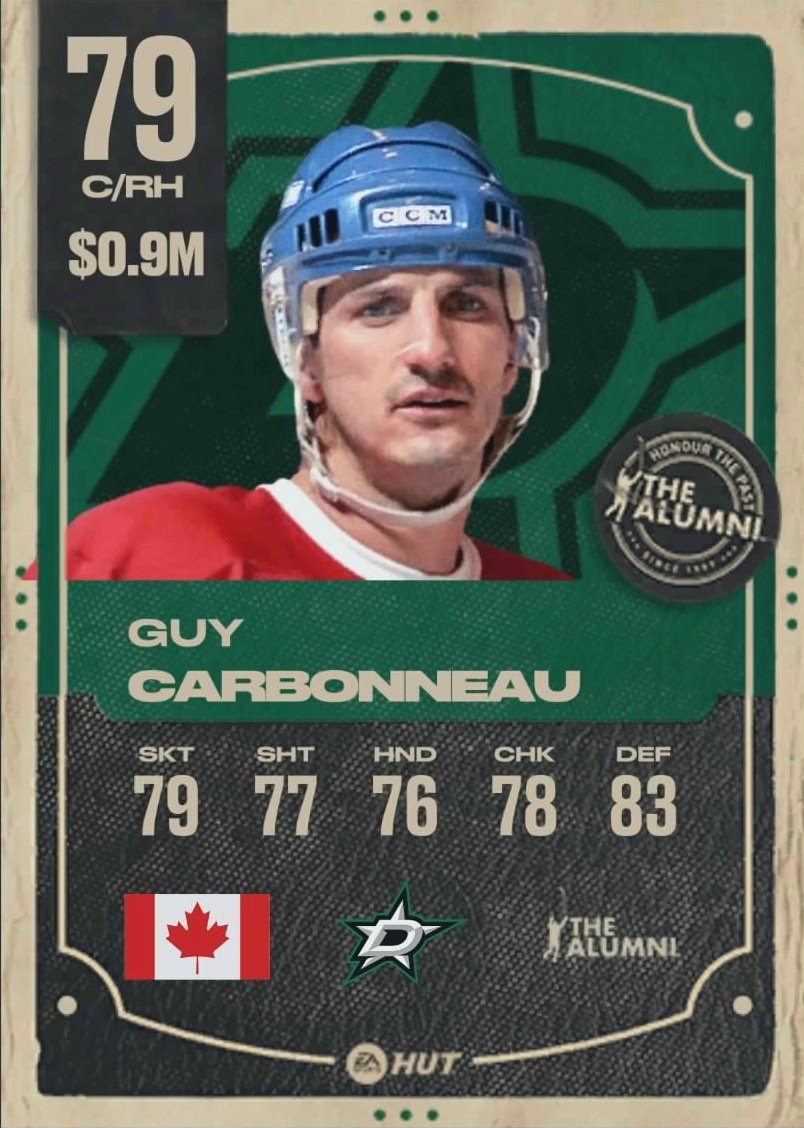 79
C/RH
$0.9M
CCM
HONOUR THE PAST
THE
ALUMNI
GUY
CARBONNEAU
SKT SHT HND CHK DEF
79 77 76 78 83
D
THE
ALUMNI
EA HUT